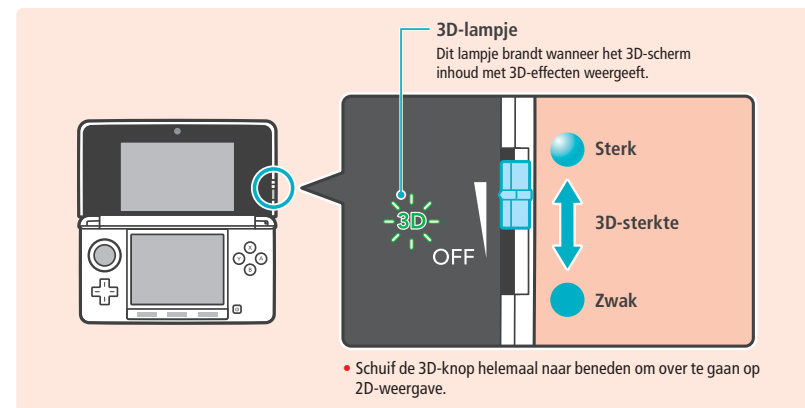 3D-lampje
Dit lampje brandt wanneer het 3D-scherm
inhoud met 3D-effecten weergeeft.
Sterk
3D
3D-sterkte
OFF
Zwak
X
Y A
B
• Schuif de 3D-knop helemaal naar beneden om over te gaan op
2D-weergave.